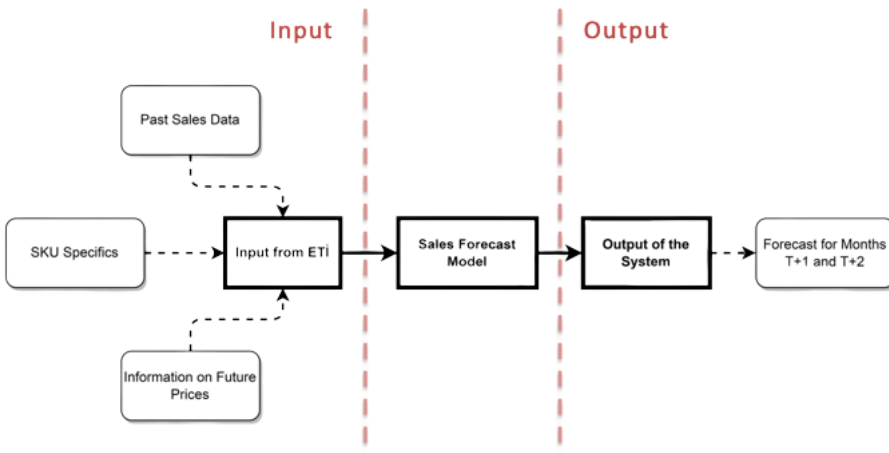 Input
Output
Past Sales Data
SKU Specifics
Input from ETİ
Sales Forecast
Model
Output of the
System
Forecast for Months
T+1 and T+2
Information on Future
Prices